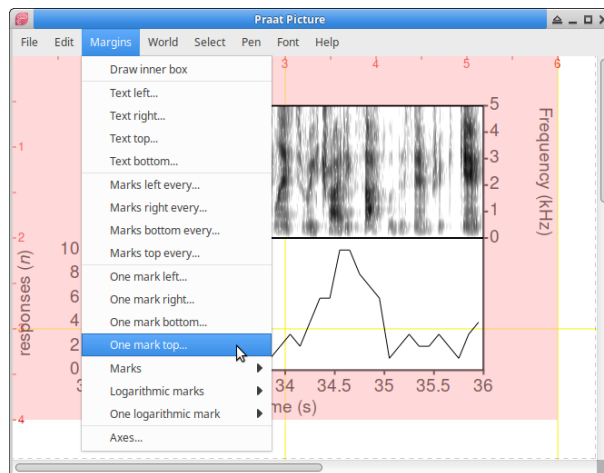 Praat Picture
File Edit Margins World Select Pen Font Help
Draw inner box
Text left...
Text right...
Text top...
Text bottom...
Marks left every...
Marks right every...
Marks bottom every...
Marks top every...
One mark left...
One mark right...
One mark bottom...
One mark top...
Marks
Logarithmic marks
One logarithmic mark
Axes...
3 4 5 6
-1
-2
-3
-4
5
4
3
2
1
0
Frequency (kHz)
responses (n)
10
8
6
4
2
0
34 34.5 35 35.5 36
me (s)